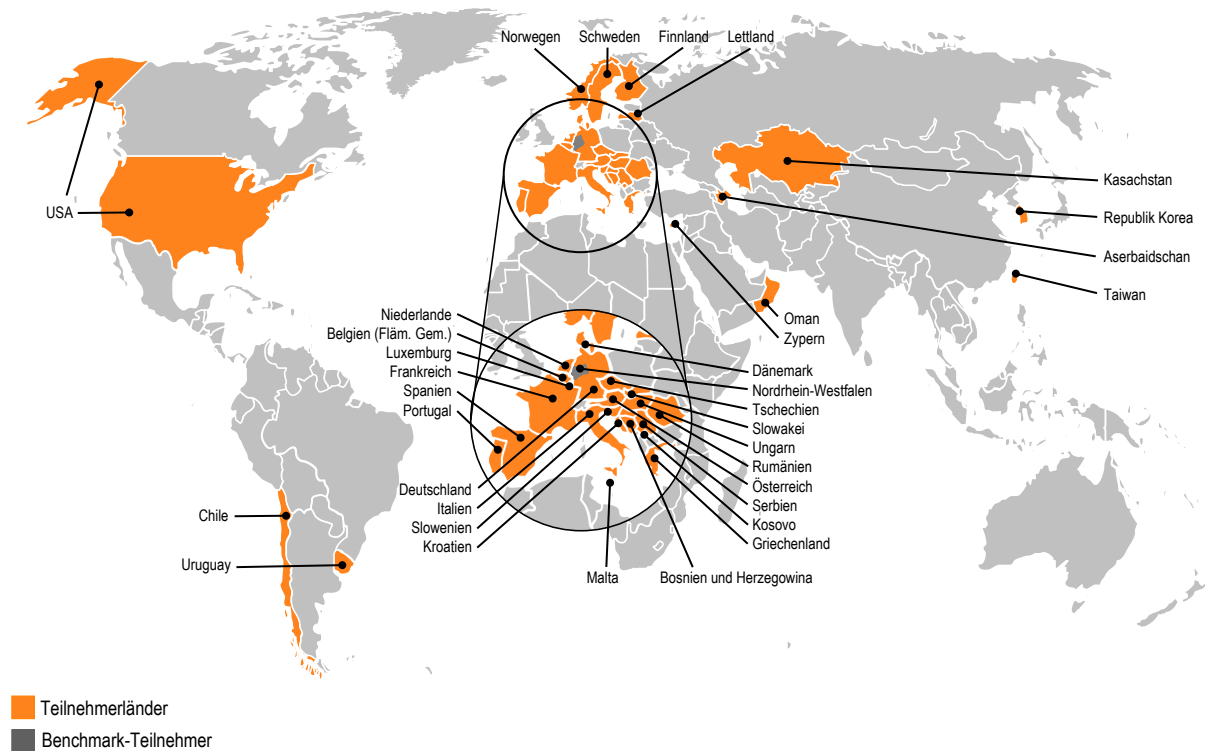 Norwegen
Schweden
Finnland
Lettland
USA
Kasachstan
Republik Korea
Aserbaidschan
Taiwan
Oman
Zypern
Niederlande
Belgien (Fläm. Gem.)
Luxemburg
Frankreich
Spanien
Portugal
Dänemark
Nordrhein-Westfalen
Tschechien
Slowakei
Ungarn
Rumänien
Österreich
Serbien
Kosovo
Griechenland
Deutschland
Italien
Slowenien
Kroatien
Malta
Bosnien und Herzegowina
Chile
Uruguay
Teilnehmerländer
Benchmark-Teilnehmer